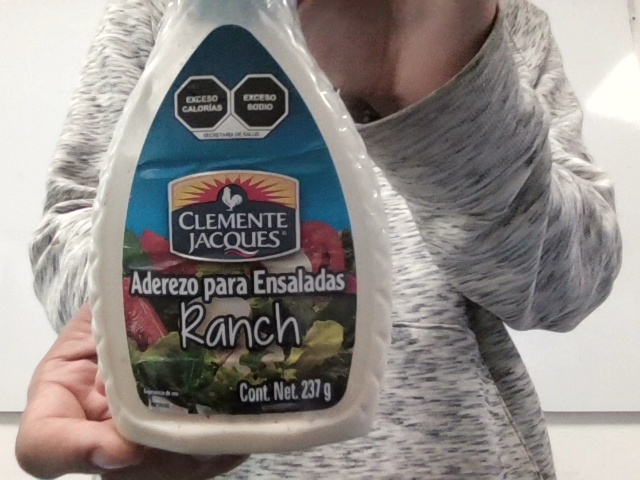 EXCESO
CALORÍAS
EXCESO
SODIO
SECRETARÍA DE SALUD
CLEMENTE
JACQUES®
Aderezo para Ensaladas
Ranch
Cont. Net. 237 g